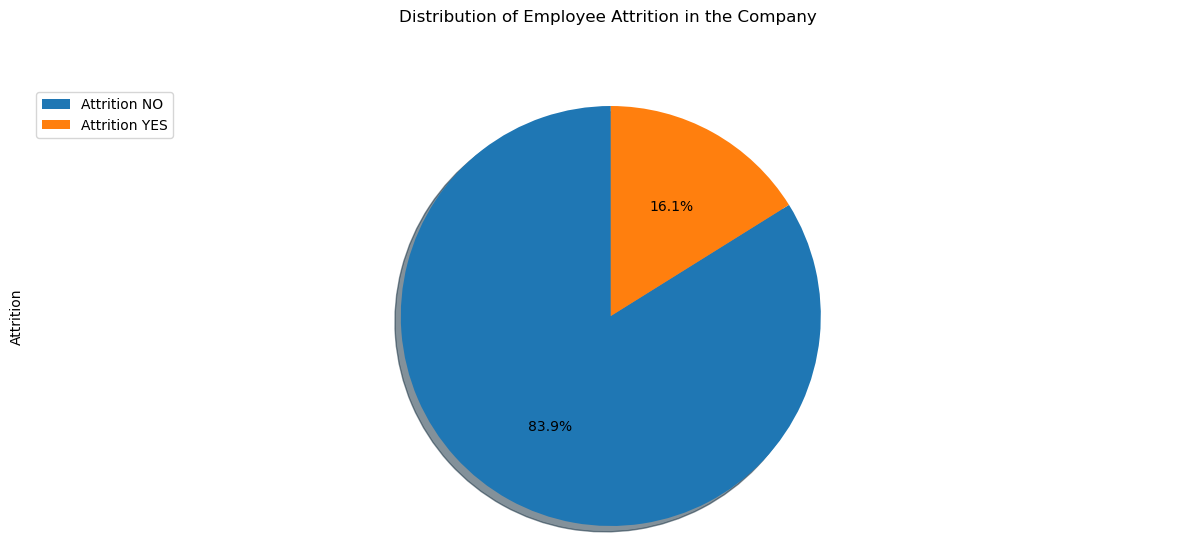 Distribution of Employee Attrition in the Company
Attrition NO
Attrition YES
16.1%
Attrition
83.9%